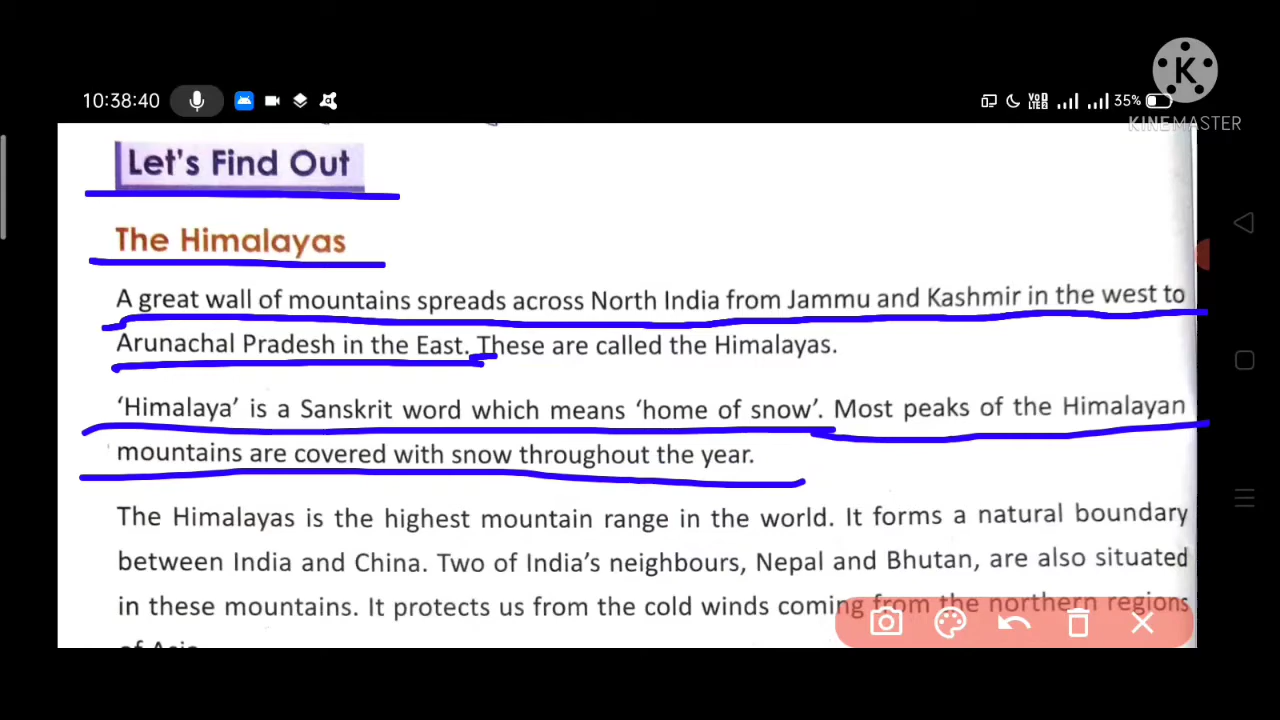 10:38:40
VoD LTE
35%
K
KINEMASTER
Let's Find Out
The Himalayas
A great wall of mountains spreads across North India from Jammu and Kashmir in the west to
Arunachal Pradesh in the East. These are called the Himalayas.
‘Himalaya’ is a Sanskrit word which means ‘home of snow’. Most peaks of the Himalayan
mountains are covered with snow throughout the year.
The Himalayas is the highest mountain range in the world. It forms a natural boundary
between India and China. Two of India's neighbours, Nepal and Bhutan, are also situated
in these mountains. It protects us from the cold winds coming from the northern regions
of Asia